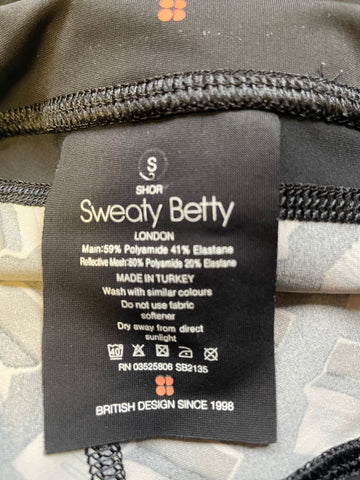 S
SHOR
Sweaty Betty
LONDON
Main:59% Polyamide 41% Elastane
Reflective Mesh:80% Polyamide 20% Elastane
MADE IN TURKEY
Wash with similar colours
Do not use fabric
softener
Dry away from direct
sunlight
40
RN 03525806 SB2135
BRITISH DESIGN SINCE 1998